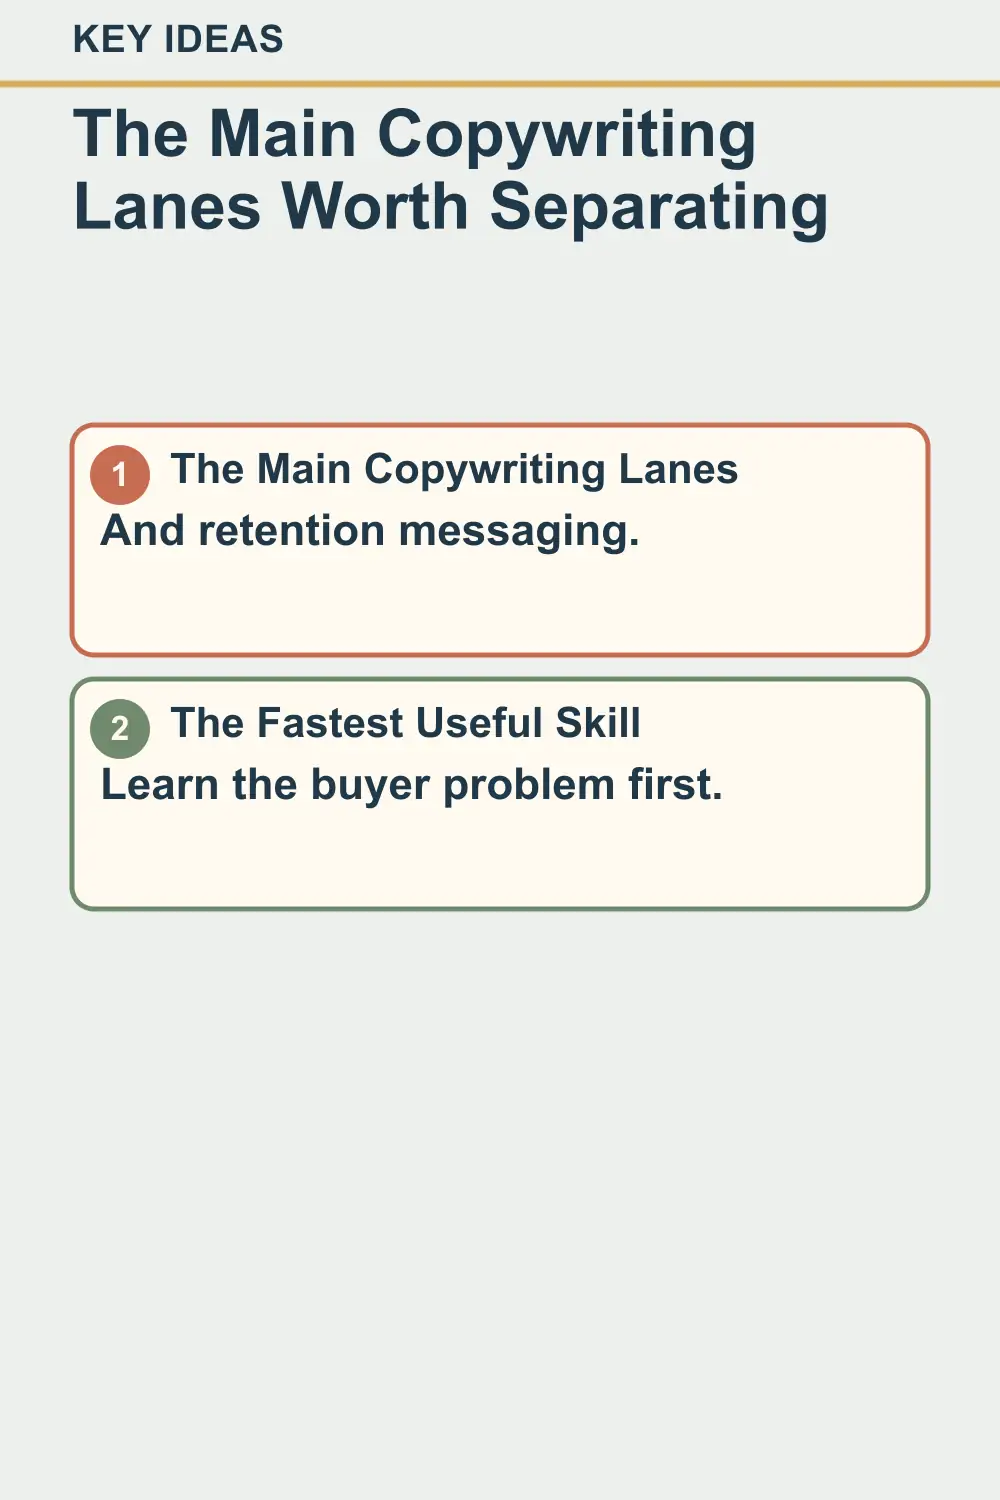 KEY IDEAS
The Main Copywriting
Lanes Worth Separating
1 The Main Copywriting Lanes
And retention messaging.
2 The Fastest Useful Skill
Learn the buyer problem first.